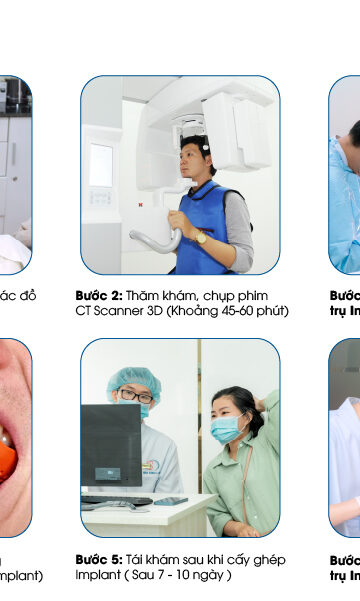 ác đồ
Bước 2: Thăm khám, chụp phim
CT Scanner 3D (Khoảng 45-60 phút)
Bước
trụ Im
mplant)
Bước 5: Tái khám sau khi cấy ghép
Implant ( Sau 7 - 10 ngày )
Bước
trụ Im